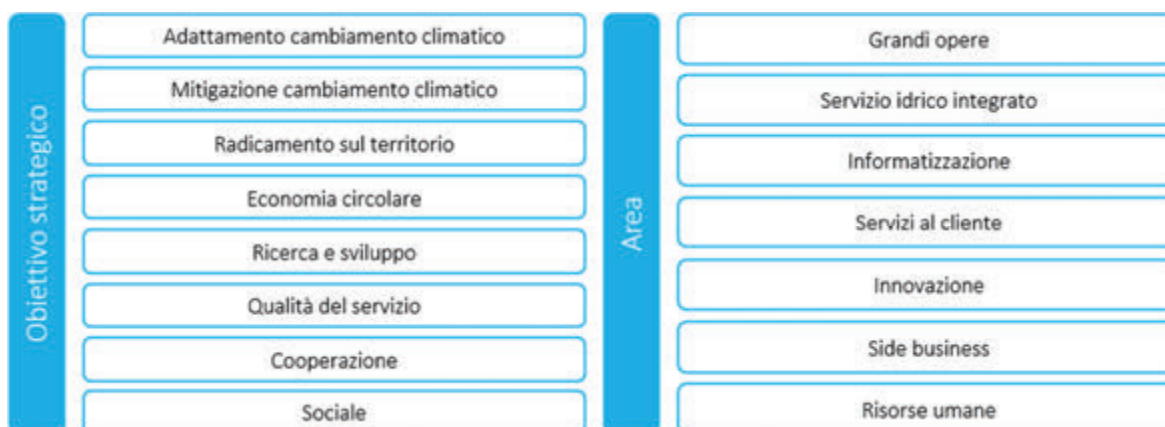 Obiettivo strategico
Adattamento cambiamento climatico
Mitigazione cambiamento climatico
Radicamento sul territorio
Economia circolare
Ricerca e sviluppo
Qualità del servizio
Cooperazione
Sociale
Area
Grandi opere
Servizio idrico integrato
Informatizzazione
Servizi al cliente
Innovazione
Side business
Risorse umane